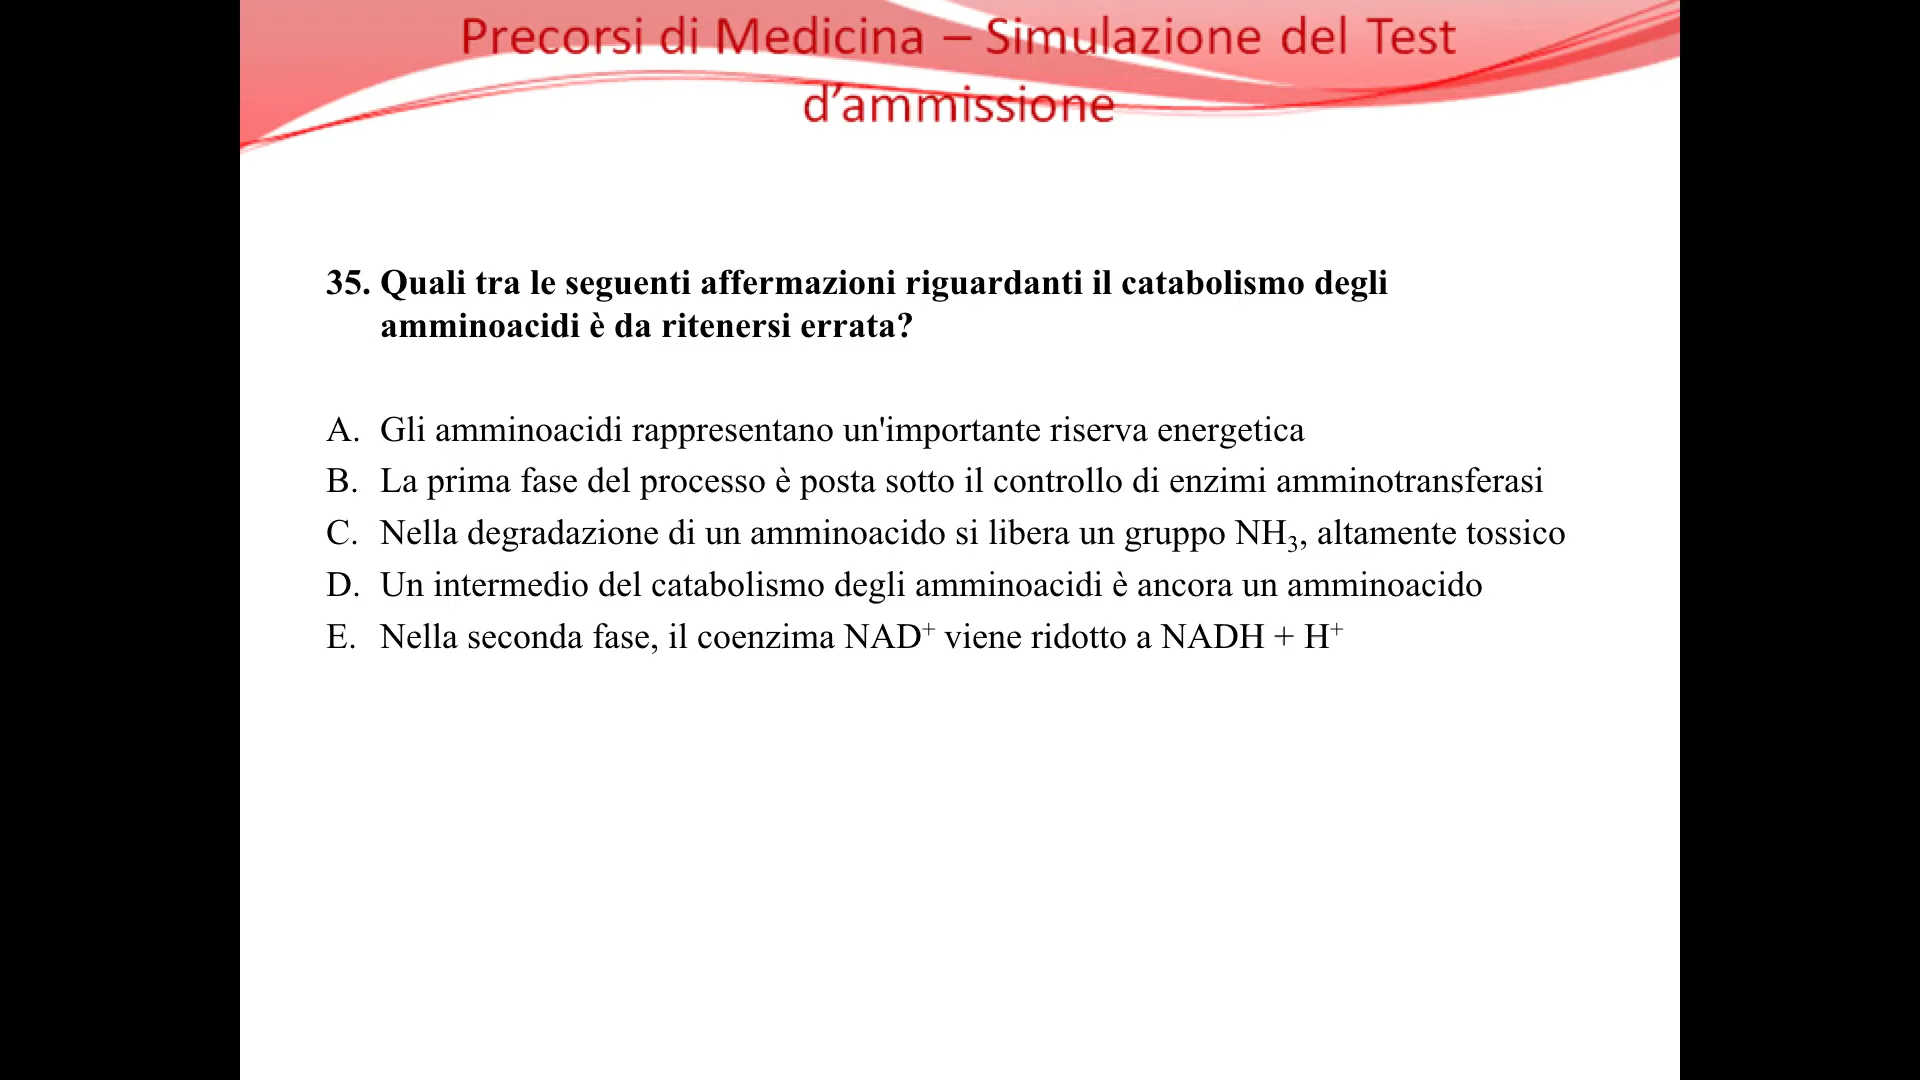 Precorsi di Medicina – Simulazione del Test
d'ammissione
35. Quali tra le seguenti affermazioni riguardanti il catabolismo degli
amminoacidi è da ritenersi errata?
A. Gli amminoacidi rappresentano un'importante riserva energetica
B. La prima fase del processo è posta sotto il controllo di enzimi amminotransferasi
C. Nella degradazione di un amminoacido si libera un gruppo NH₃, altamente tossico
D. Un intermedio del catabolismo degli amminoacidi è ancora un amminoacido
E. Nella seconda fase, il coenzima NAD⁺ viene ridotto a NADH + H⁺